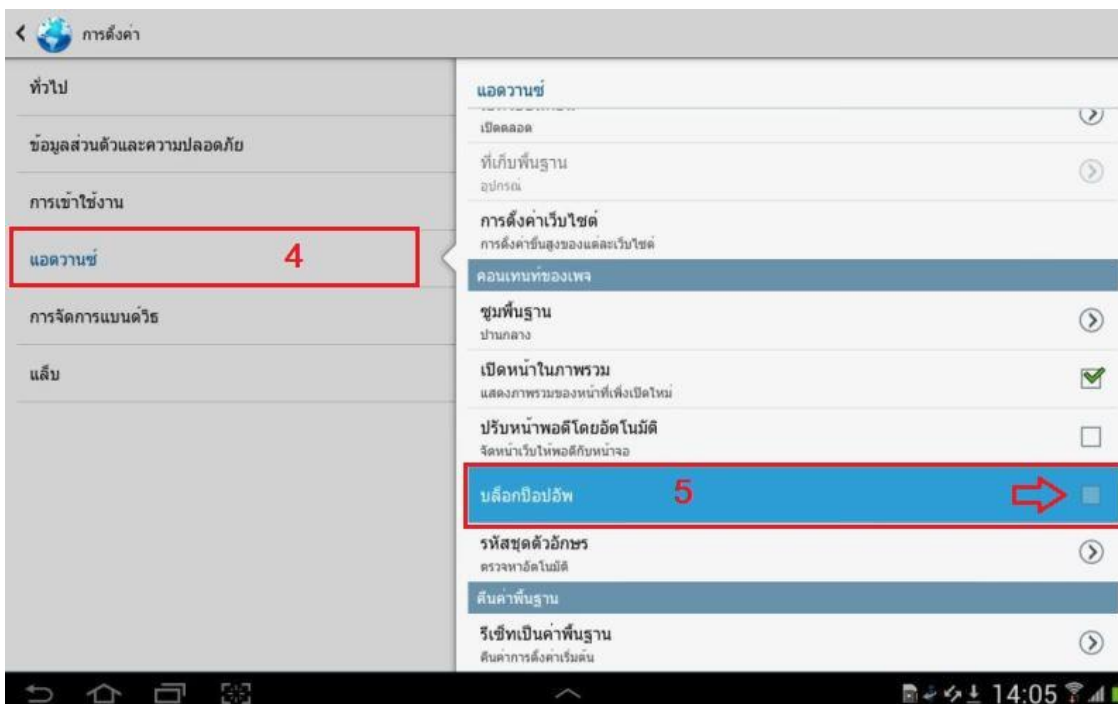 การตั้งค่า
ทั่วไป
ข้อมูลส่วนตัวและความปลอดภัย
การเข้าใช้งาน
แอดวานซ์
4
การจัดการแบนด์วิธ
แล็บ
แอดวานซ์
เปิดตลอด
ที่เก็บพื้นฐาน
อุปกรณ์
การตั้งค่าเว็บไซต์
การตั้งค่าขั้นสูงของแต่ละเว็บไซต์
คอนเทนท์ของเพจ
ซูมพื้นฐาน
ปานกลาง
เปิดหน้าในภาพรวม
แสดงภาพรวมของหน้าที่เพิ่งเปิดใหม่
ปรับหน้าพอดีโดยอัตโนมัติ
จัดหน้าเว็บให้พอดีกับหน้าจอ
บล็อกป๊อปอัพ
5
รหัสชุดตัวอักษร
ตรวจหาอัตโนมัติ
คืนค่าพื้นฐาน
รีเซ็ทเป็นค่าพื้นฐาน
คืนค่าการตั้งค่าเริ่มต้น
14:05